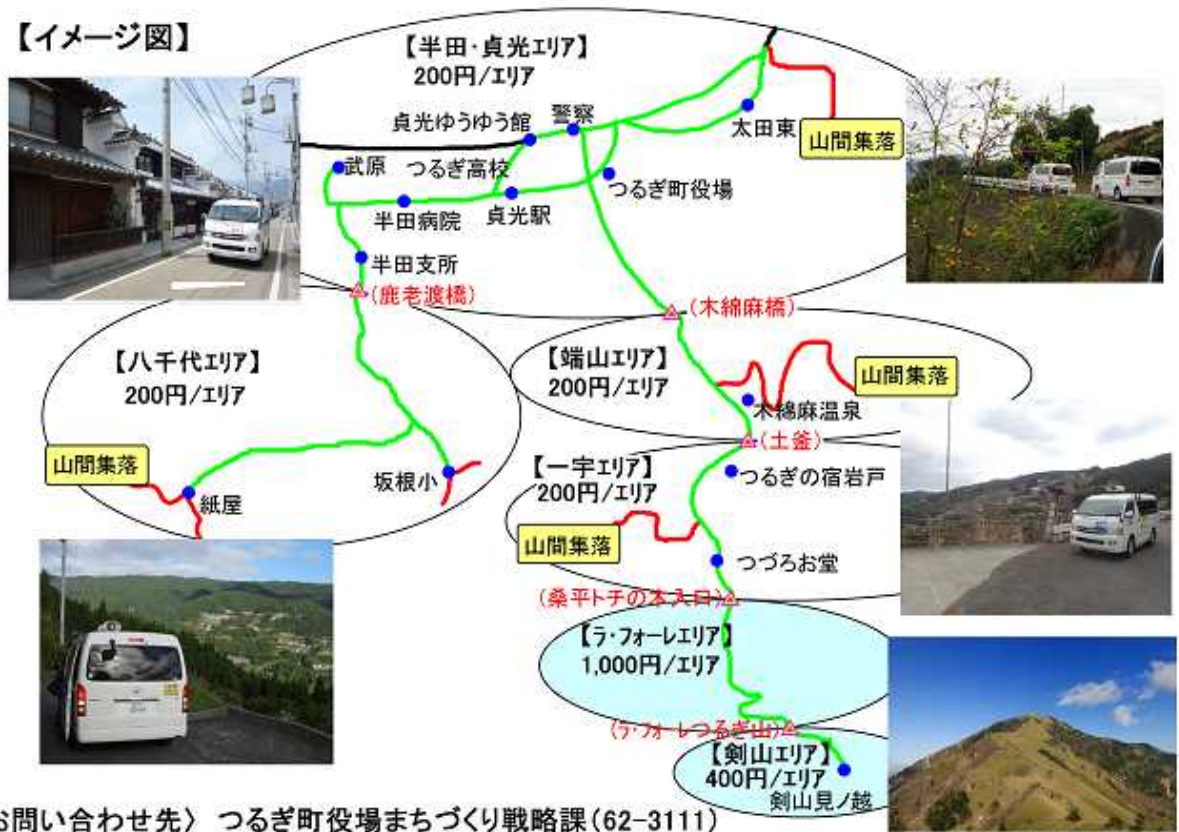 【イメージ図】
【半田・貞光エリア】
200円/エリア
貞光ゆうゆう館
警察
太田東
山間集落
武原
つるぎ高校
つるぎ町役場
半田病院
貞光駅
半田支所
(鹿老渡橋)
(木綿麻橋)
【八千代エリア】
200円/エリア
【端山エリア】
200円/エリア
山間集落
木綿麻温泉
(土釜)
山間集落
紙屋
坂根小
【一宇エリア】
200円/エリア
つるぎの宿岩戸
山間集落
つづろお堂
(桑平トチの木入口)
【ラ・フォーレエリア】
1,000円/エリア
(ラ・フォーレつるぎ山)
【剣山エリア】
400円/エリア
剣山見ノ越
お問い合わせ先〉 つるぎ町役場まちづくり戦略課(62-3111)